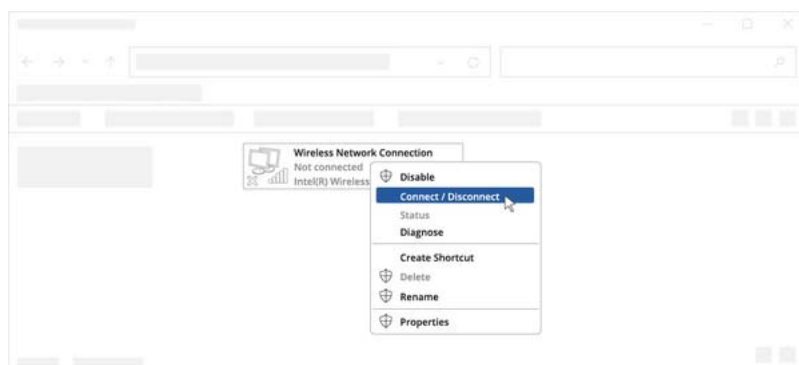 Wireless Network Connection
Not connected
Intel(R) Wireless
Disable
Connect / Disconnect
Status
Diagnose
Create Shortcut
Delete
Rename
Properties